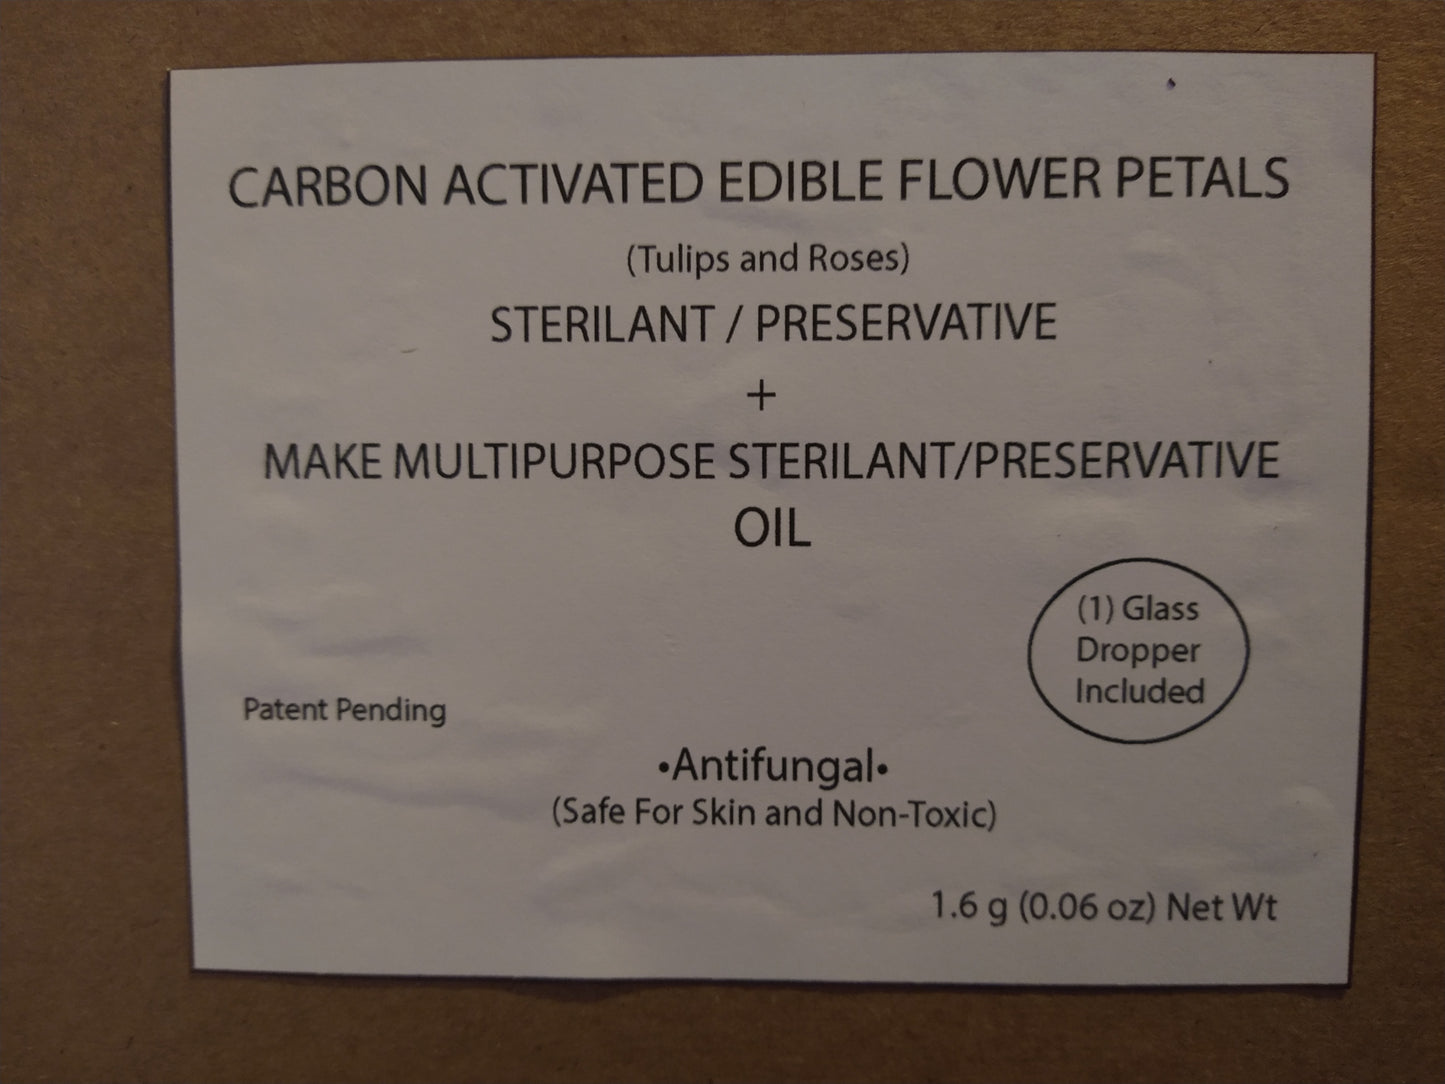 CARBON ACTIVATED EDIBLE FLOWER PETALS
(Tulips and Roses)
STERILANT / PRESERVATIVE
+
MAKE MULTIPURPOSE STERILANT/PRESERVATIVE
OIL
(1) Glass
Dropper
Included
Patent Pending
•Antifungal•
(Safe For Skin and Non-Toxic)
1.6 g (0.06 oz) Net Wt